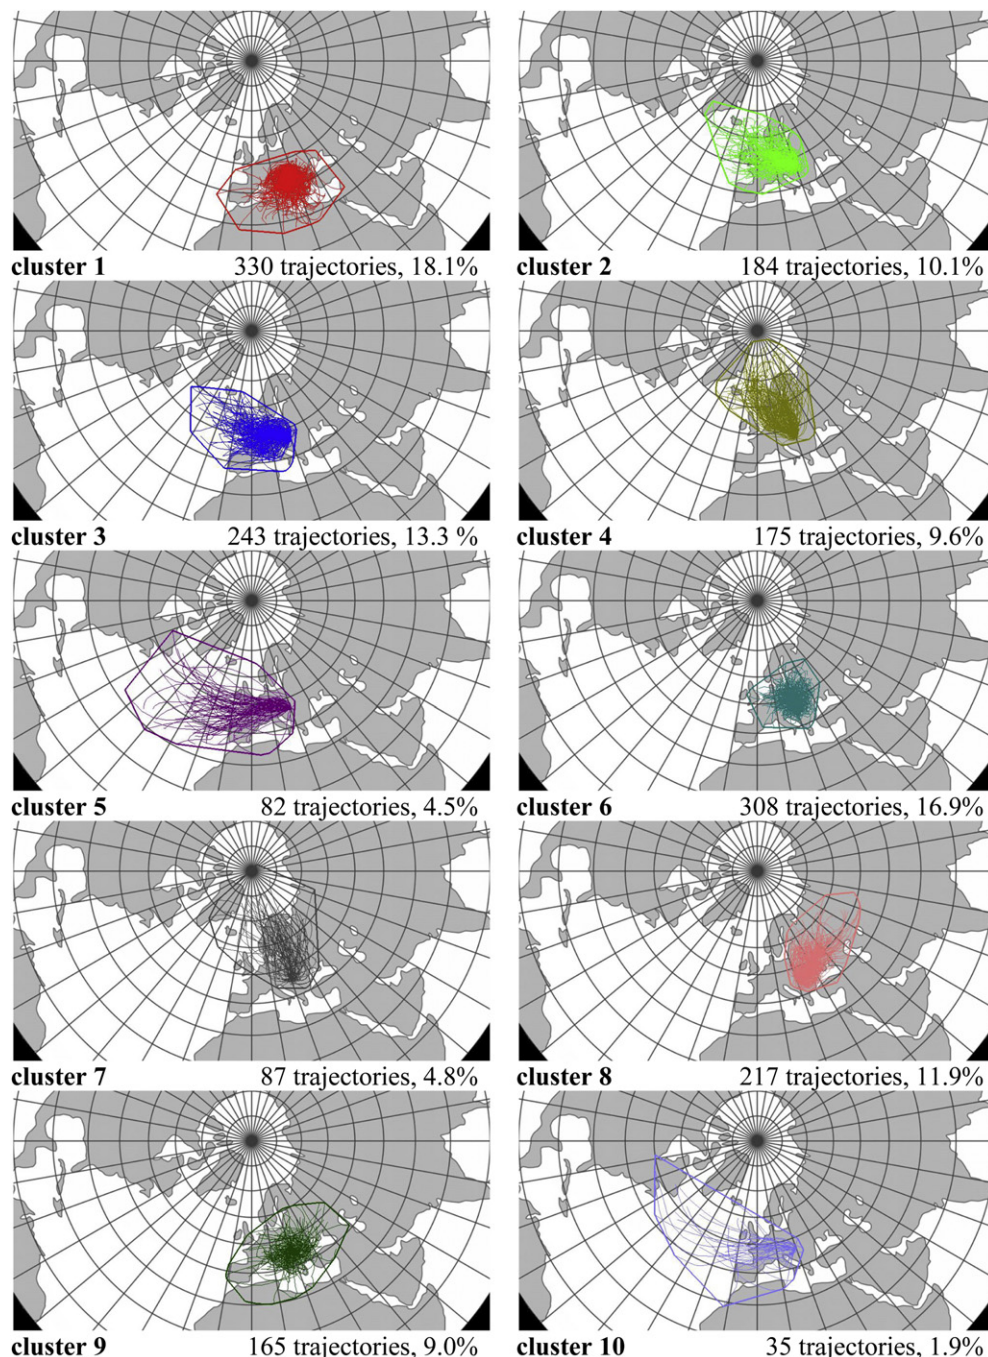 cluster 1 330 trajectories, 18.1%
cluster 2 184 trajectories, 10.1%
cluster 3 243 trajectories, 13.3 %
cluster 4 175 trajectories, 9.6%
cluster 5 82 trajectories, 4.5%
cluster 6 308 trajectories, 16.9%
cluster 7 87 trajectories, 4.8%
cluster 8 217 trajectories, 11.9%
cluster 9 165 trajectories, 9.0%
cluster 10 35 trajectories, 1.9%